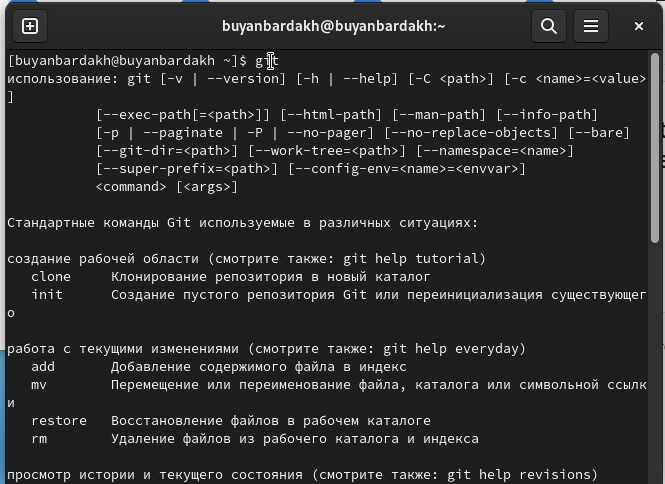 buyanbardakh@buyanbardakh:~
[buyanbardakh@buyanbardakh ~]$ git
использование: git [-v | --version] [-h | --help] [-C <path>] [-c <name>=<value>
]
[--exec-path[=<path>]] [--html-path] [--man-path] [--info-path]
[-p | --paginate | -P | --no-pager] [--no-replace-objects] [--bare]
[--git-dir=<path>] [--work-tree=<path>] [--namespace=<name>]
[--super-prefix=<path>] [--config-env=<name>=<envvar>]
<command> [<args>]
Стандартные команды Git используемые в различных ситуациях:
создание рабочей области (смотрите также: git help tutorial)
clone Клонирование репозитория в новый каталог
init Создание пустого репозитория Git или переинициализация существующег
о
работа с текущими изменениями (смотрите также: git help everyday)
add Добавление содержимого файла в индекс
mv Перемещение или переименование файла, каталога или символьной ссылк
и
restore Восстановление файлов в рабочем каталоге
rm Удаление файлов из рабочего каталога и индекса
просмотр истории и текущего состояния (смотрите также: git help revisions)